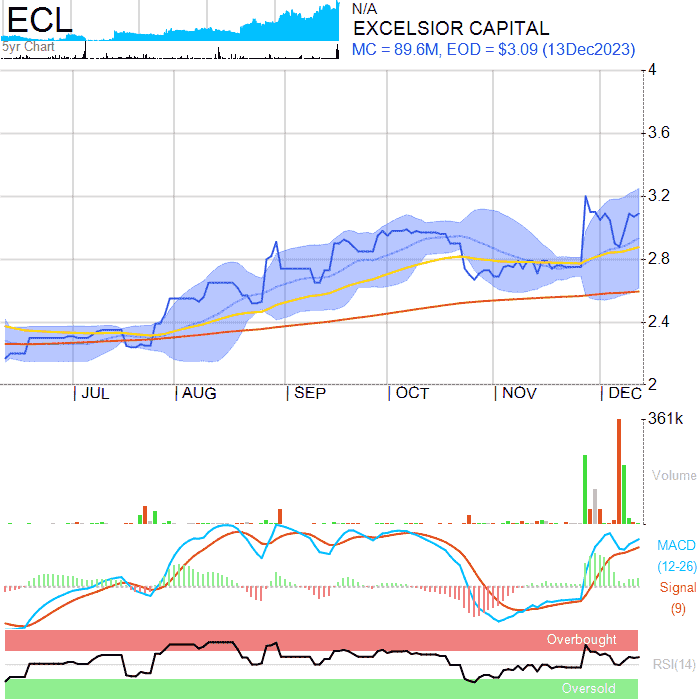 ECL
N/A
EXCELSIOR CAPITAL
5yr Chart
MC = 89.6M, EOD = $3.09 (13Dec2023)
4
3.6
3.2
2.8
2.4
2
JUL
AUG
SEP
OCT
NOV
DEC
361k
Volume
MACD
(12-26)
Signal
(9)
Overbought
RSI(14)
Oversold